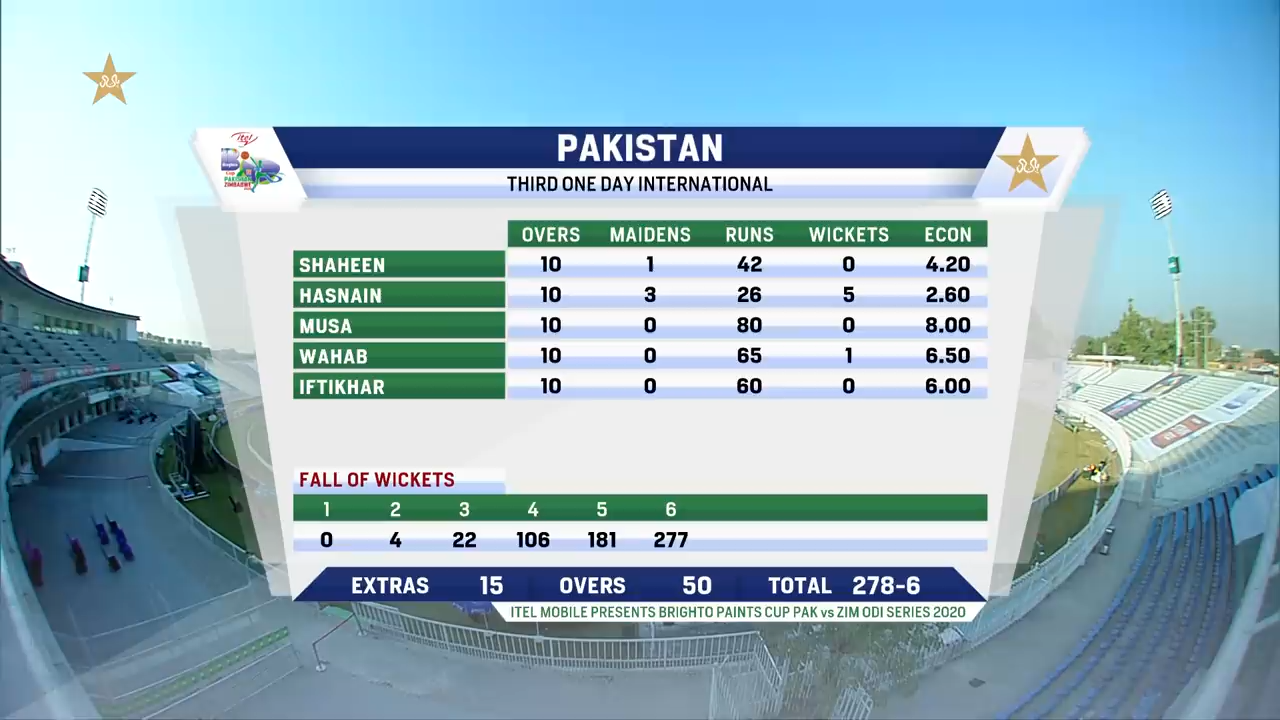 PAKISTAN
THIRD ONE DAY INTERNATIONAL
OVERS MAIDENS RUNS WICKETS ECON
SHAHEEN 10 1 42 0 4.20
HASNAIN 10 3 26 5 2.60
MUSA 10 0 80 0 8.00
WAHAB 10 0 65 1 6.50
IFTIKHAR 10 0 60 0 6.00
FALL OF WICKETS
1 2 3 4 5 6
0 4 22 106 181 277
EXTRAS 15 OVERS 50 TOTAL 278-6
ITEL MOBILE PRESENTS BRIGHTO PAINTS CUP PAK vs ZIM ODI SERIES 2020